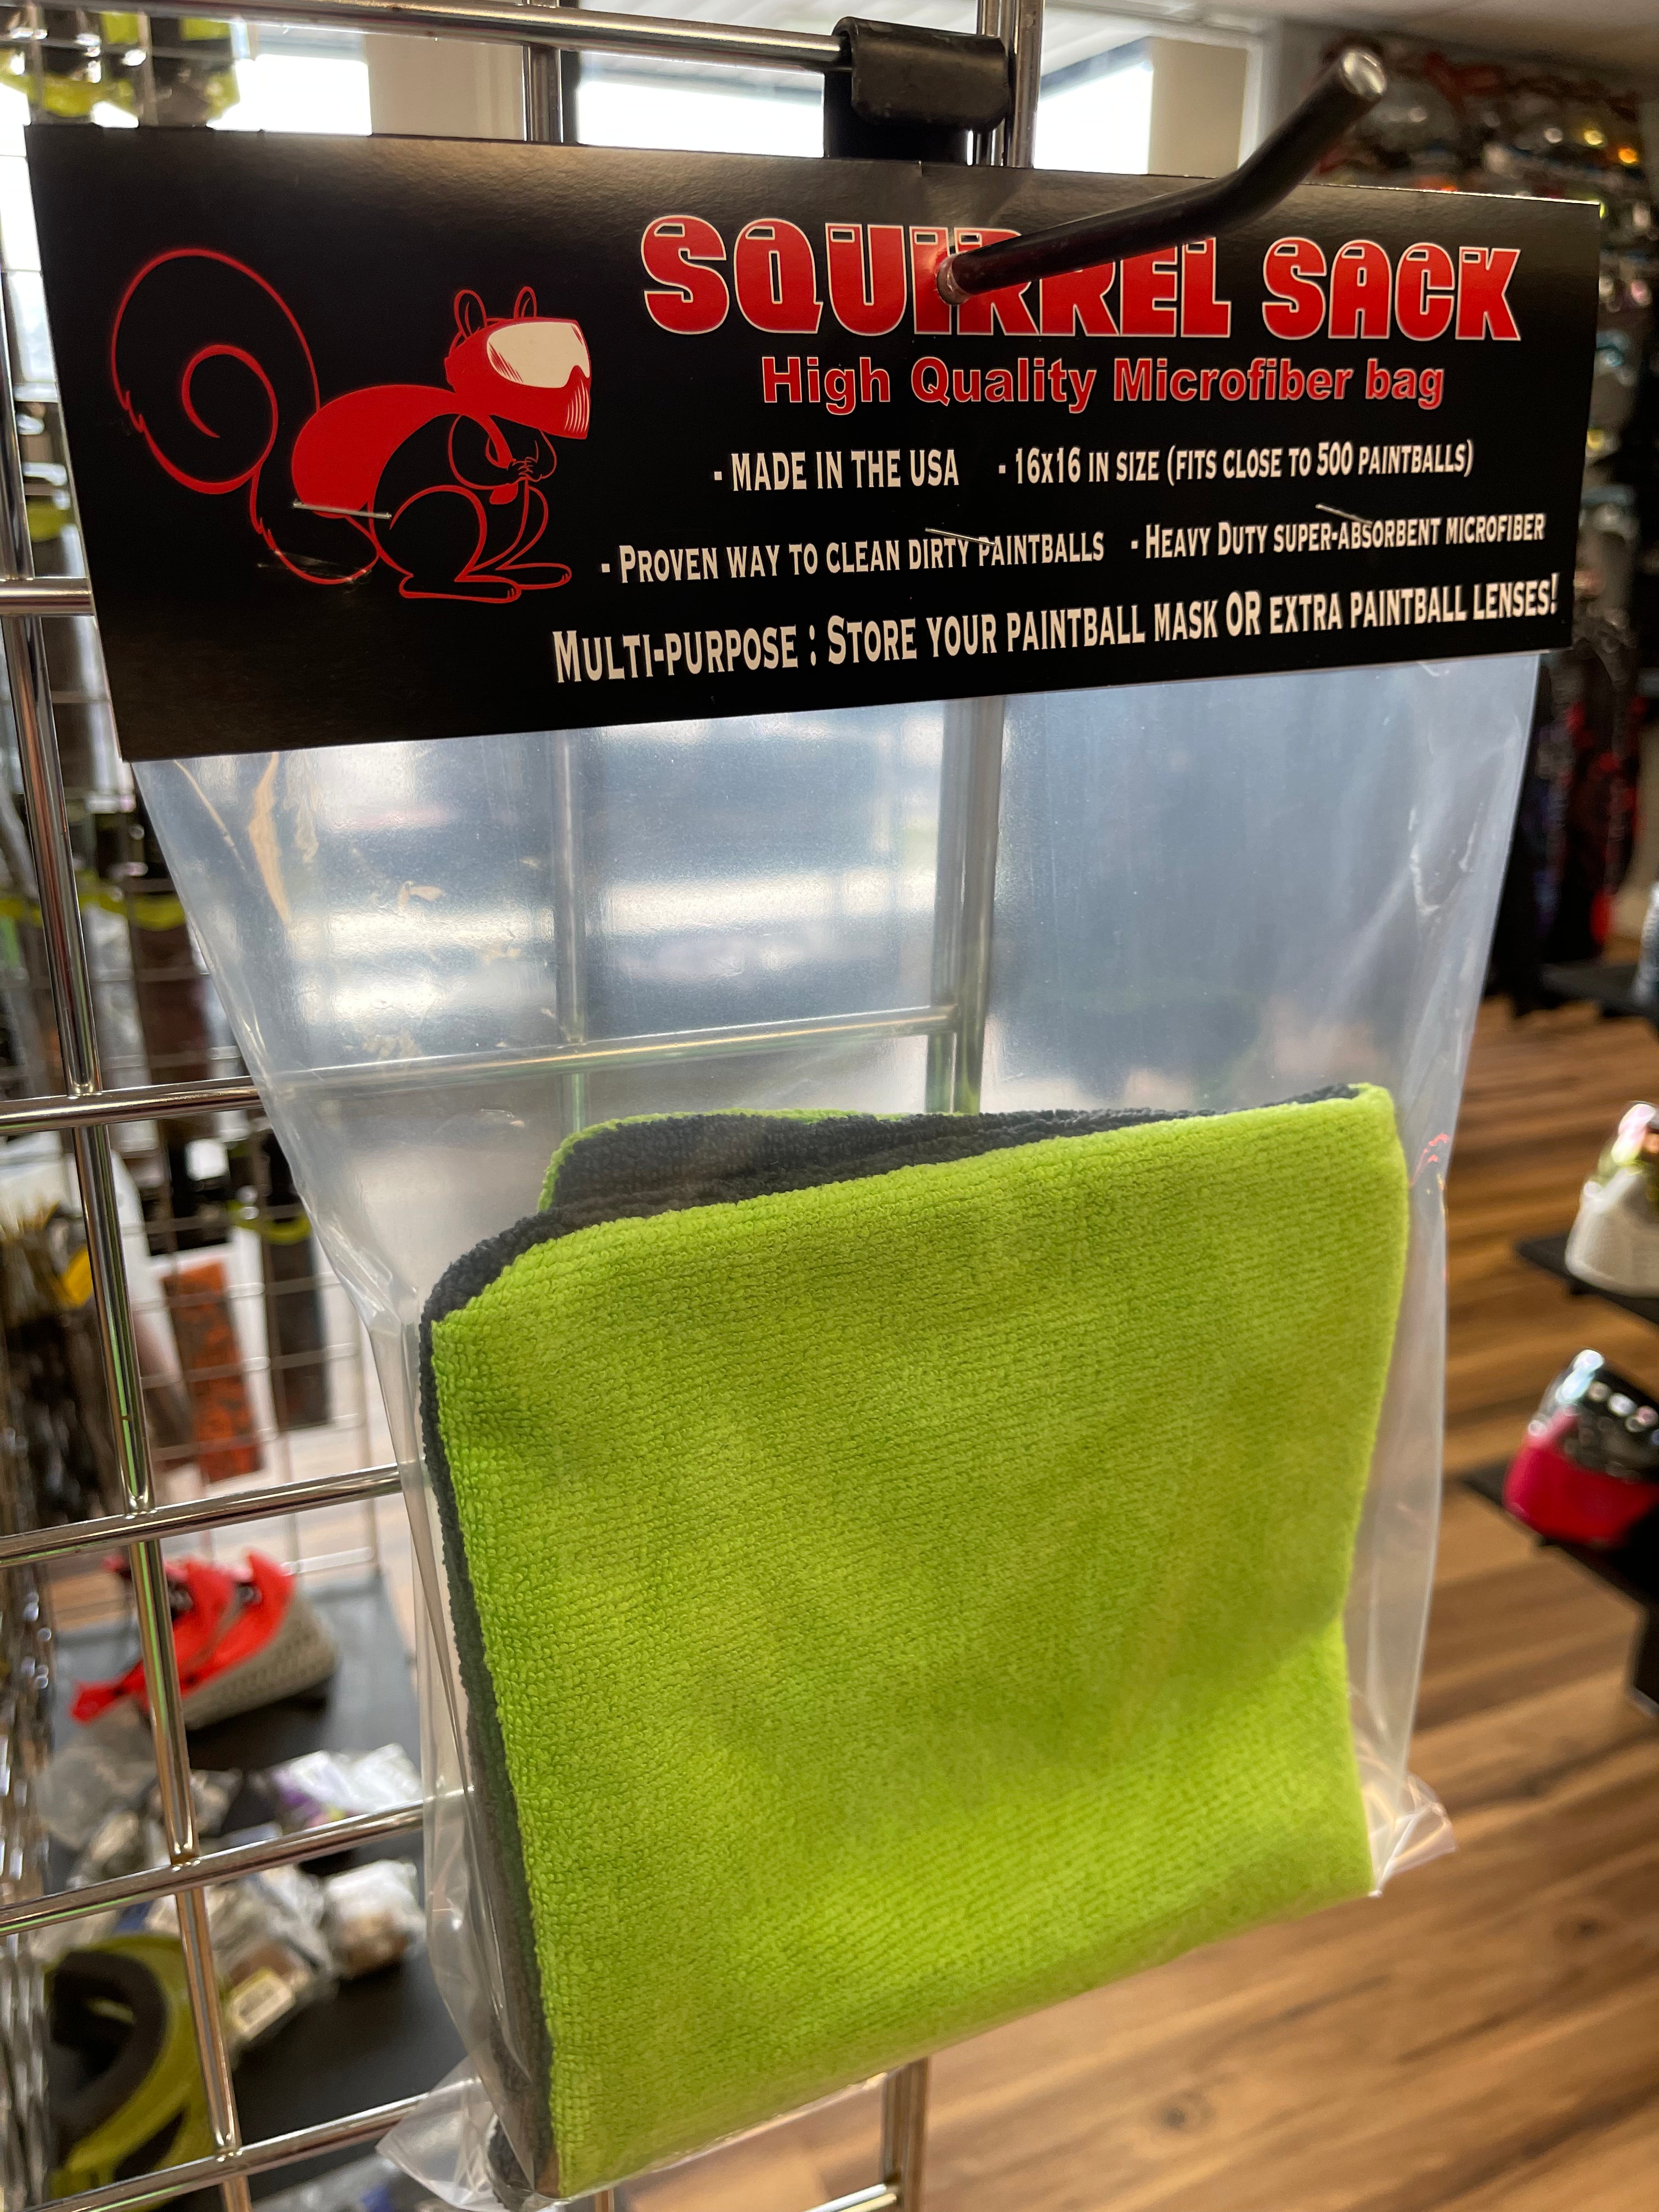 SQUIRREL SACK
High Quality Microfiber bag
- MADE IN THE USA - 16x16 IN SIZE (FITS CLOSE TO 500 PAINTBALLS)
- PROVEN WAY TO CLEAN DIRTY PAINTBALLS - HEAVY DUTY SUPER-ABSORBENT MICROFIBER
MULTI-PURPOSE : STORE YOUR PAINTBALL MASK OR EXTRA PAINTBALL LENSES!